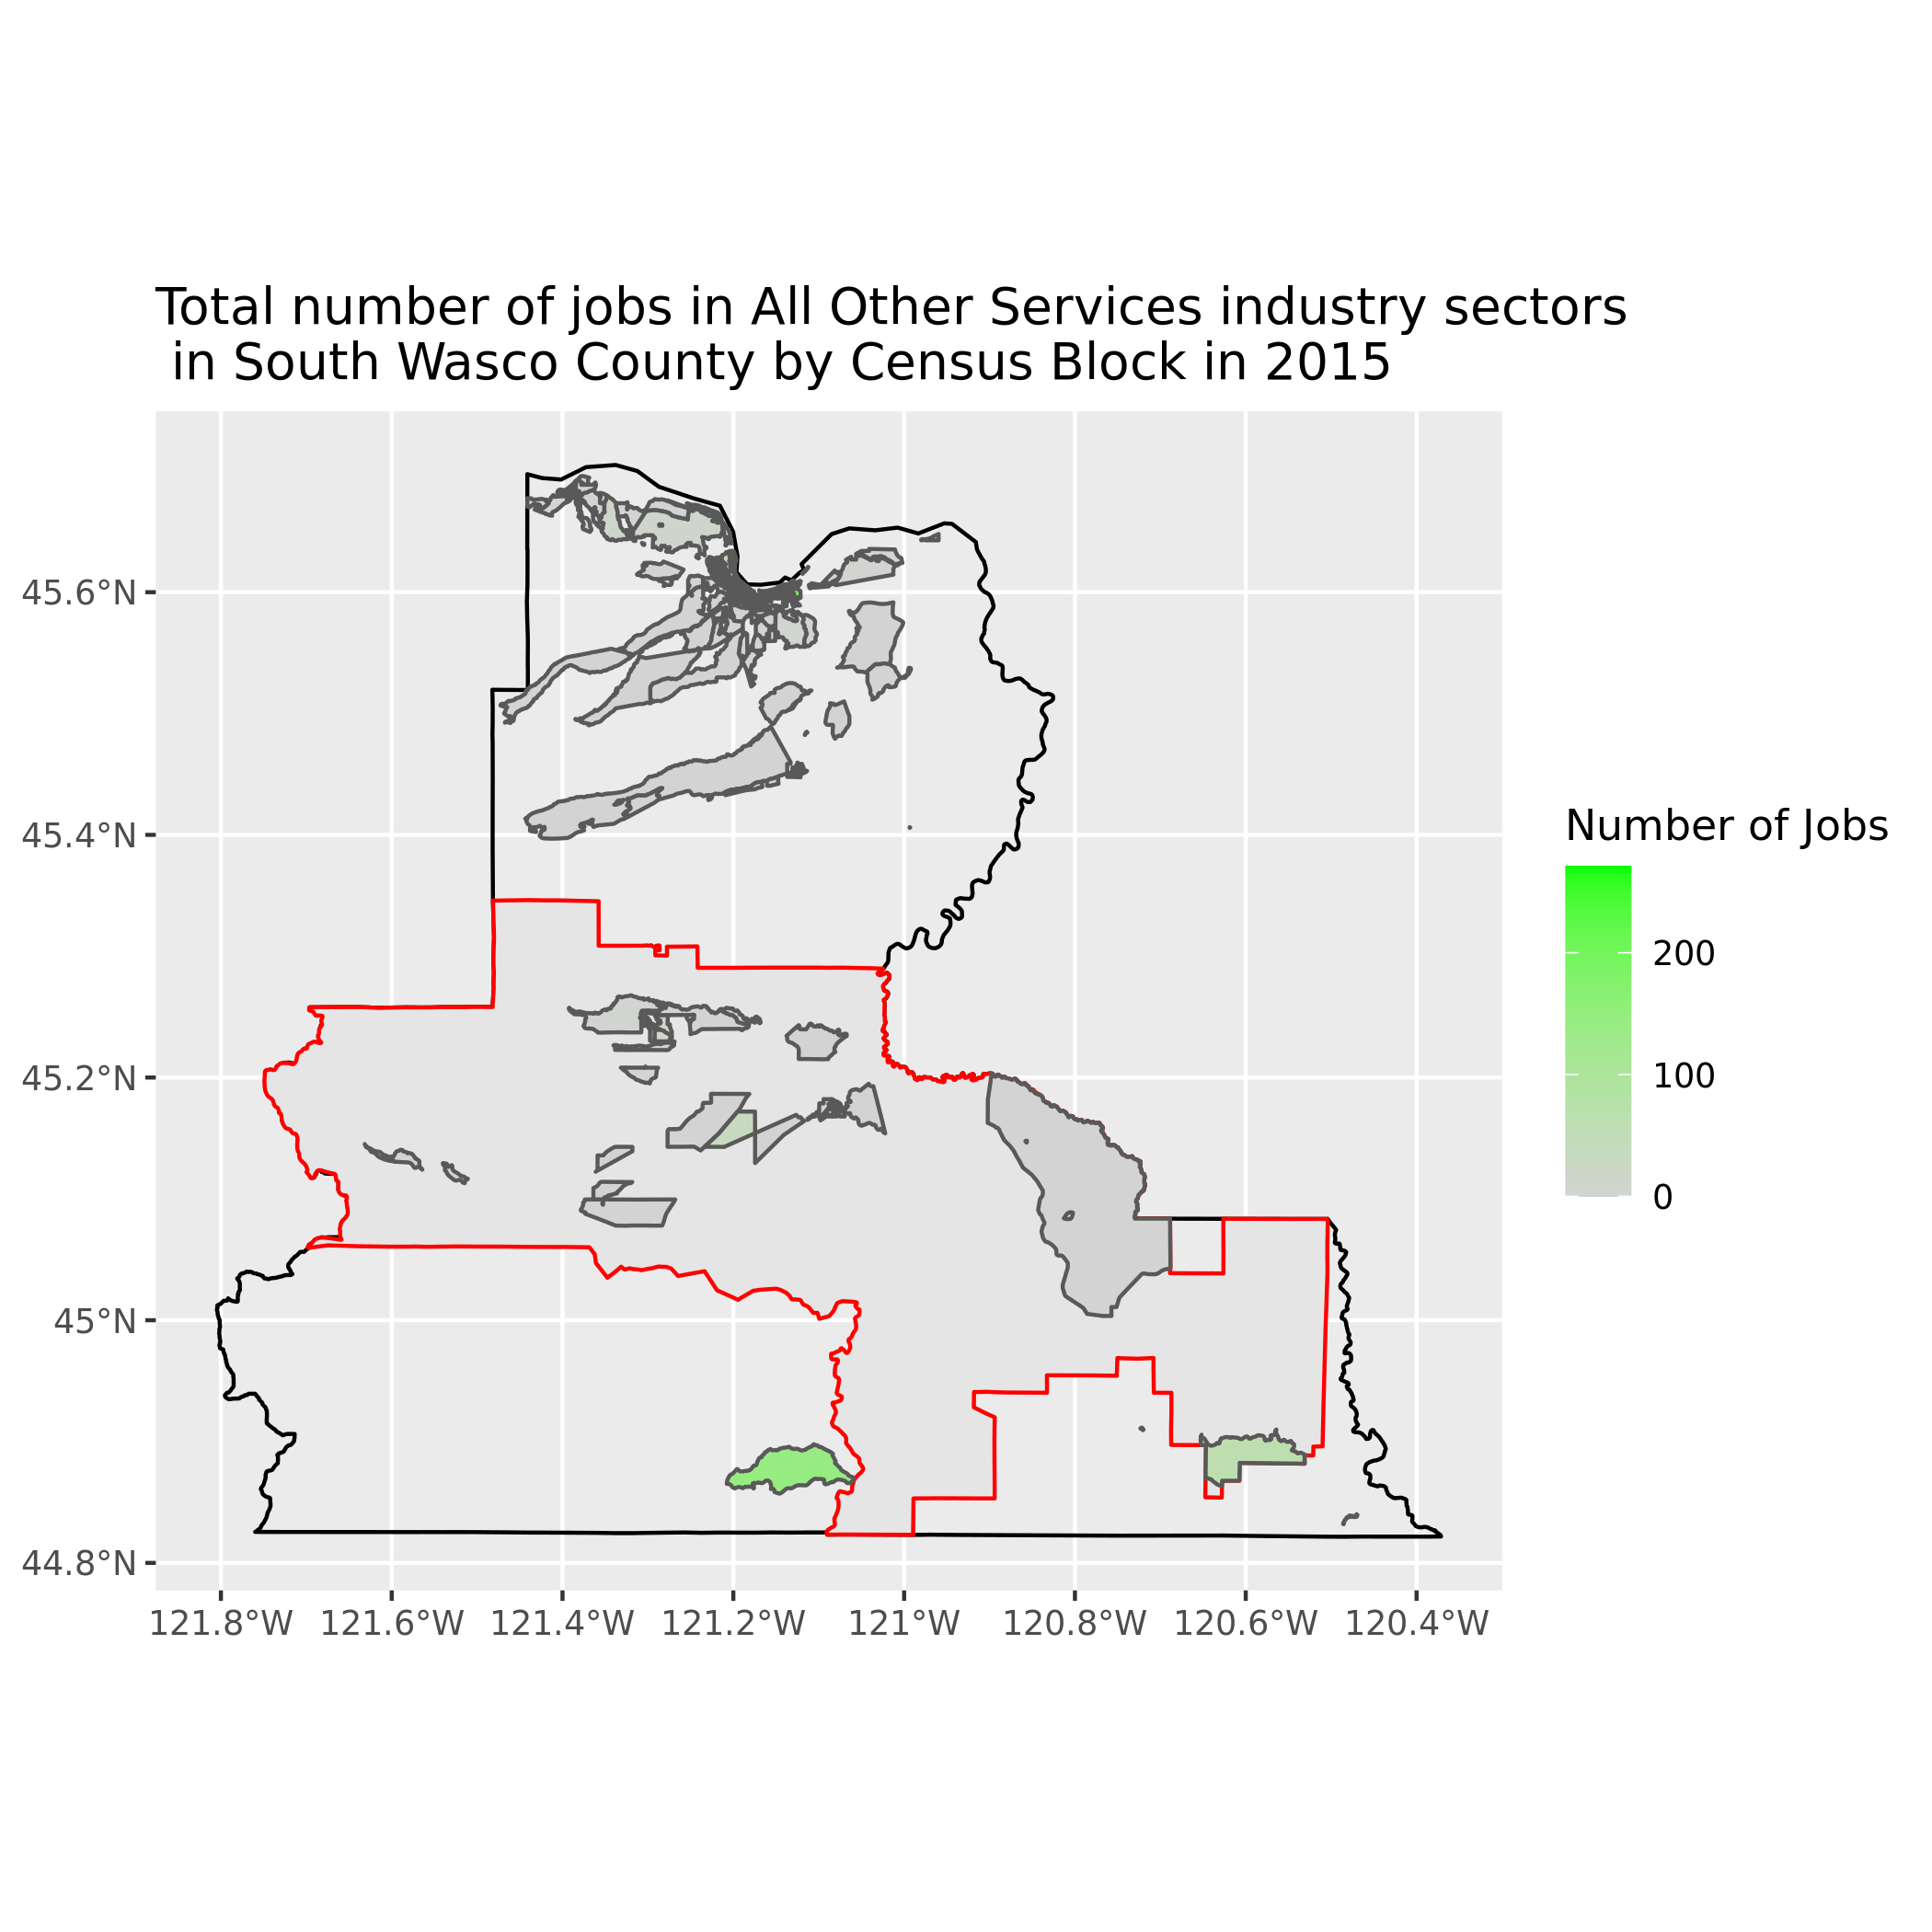 Total number of jobs in All Other Services industry sectors
in South Wasco County by Census Block in 2015
45.6°N
45.4°N
45.2°N
45°N
44.8°N
121.8°W 121.6°W 121.4°W 121.2°W 121°W 120.8°W 120.6°W 120.4°W
Number of Jobs
200
100
0